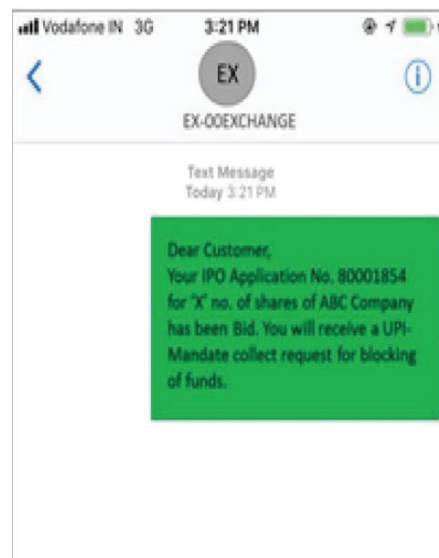 Vodafone IN 3G 3:21 PM
EX
EX-00EXCHANGE
Text Message
Today 3:21 PM
Dear Customer,
Your IPO Application No. 80001854
for 'X' no. of shares of ABC Company
has been Bid. You will receive a UPI-
Mandate collect request for blocking
of funds.